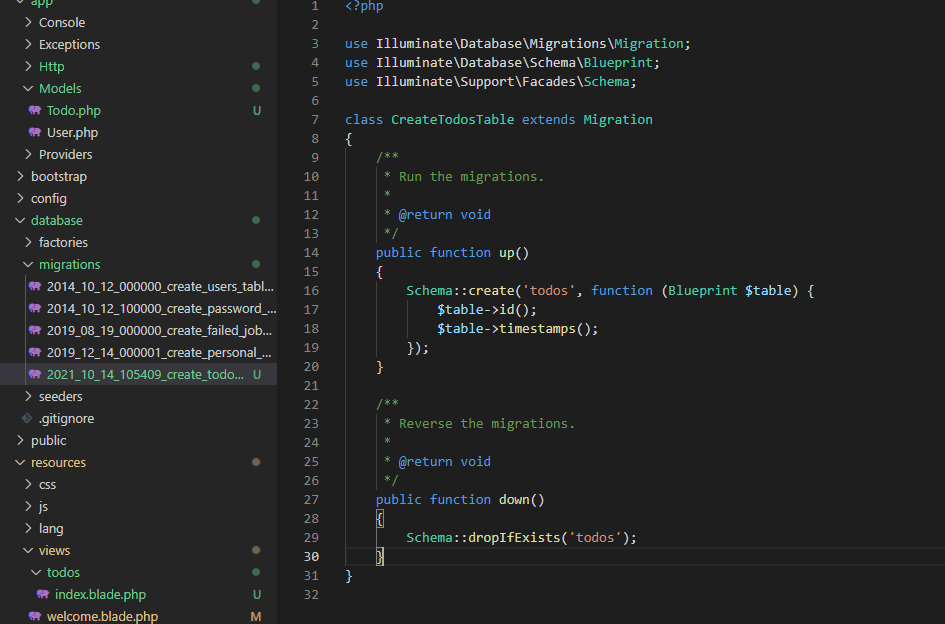 app
Console
Exceptions
Http
Models
Todo.php U
User.php
Providers
bootstrap
config
database
factories
migrations
2014_10_12_000000_create_users_tabl...
2014_10_12_100000_create_password_...
2019_08_19_000000_create_failed_job...
2019_12_14_000001_create_personal_...
2021_10_14_105409_create_todo... U
seeders
.gitignore
public
resources
css
js
lang
views
todos
index.blade.php U
welcome.blade.php M
1 <?php
2
3 use Illuminate\Database\Migrations\Migration;
4 use Illuminate\Database\Schema\Blueprint;
5 use Illuminate\Support\Facades\Schema;
6
7 class CreateTodosTable extends Migration
8 {
9     /**
10      * Run the migrations.
11      *
12      * @return void
13      */
14     public function up()
15     {
16         Schema::create('todos', function (Blueprint $table) {
17             $table->id();
18             $table->timestamps();
19         });
20     }
21
22     /**
23      * Reverse the migrations.
24      *
25      * @return void
26      */
27     public function down()
28     {
29         Schema::dropIfExists('todos');
30     }
31 }
32